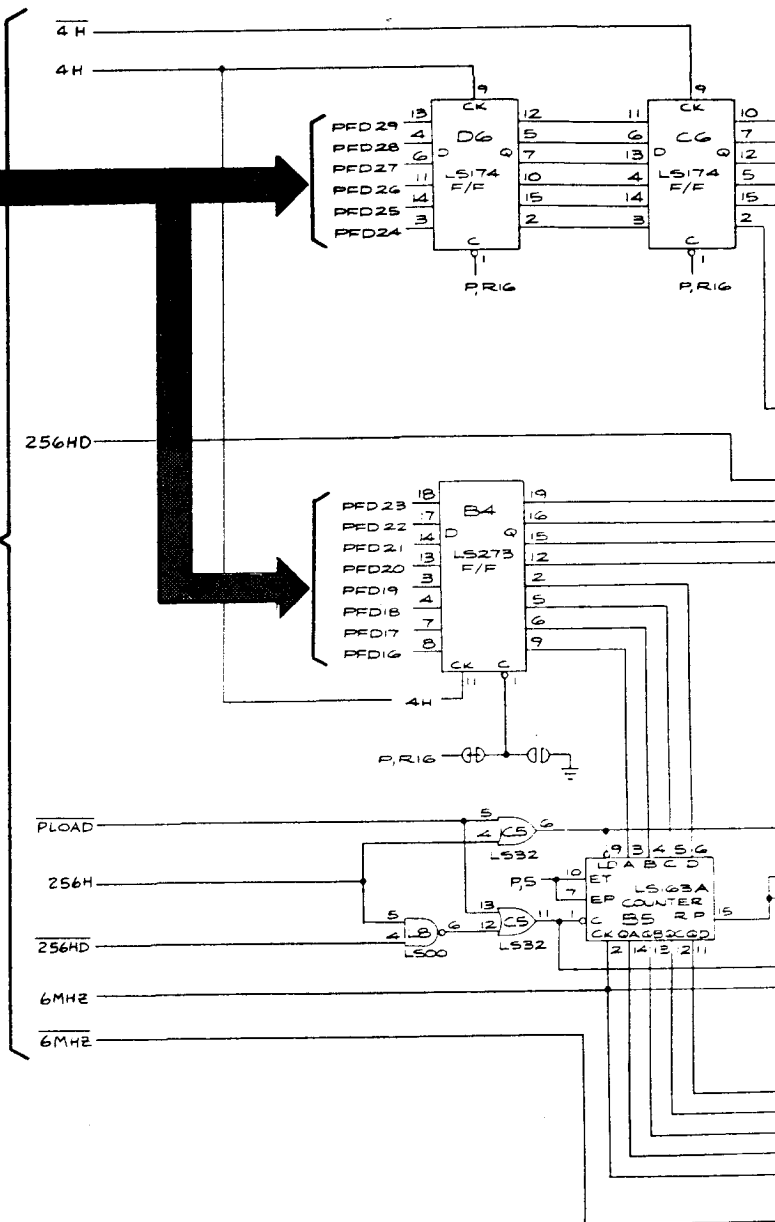 4H
4H
9
9
CK
CK
13 PFD29 12 11 10
4 PFD28 D6 5 6 C6 7
6 PFD27 D Q 7 13 D Q 12
11 PFD26 LS174 10 4 LS174 5
14 PFD25 F/F 15 14 F/F 15
3 PFD24 2 3 2
C C
1 1
P,R16 P,R16
256HD
18 19
PFD23 B4
17 16
PFD22 D Q
14 15
PFD21 LS273
13 12
PFD20 F/F
3 2
PFD19
4 5
PFD18
7 6
PFD17
8 9
PFD16
CK C
11 1
4H
P,R16
PLOAD
5 6
4 C5
LS32
9 3 4 5 6
LD A B C D
256H
P,5 10 ET LS163A
7 EP COUNTER
13 11 1 C B5 RP 15
12 C5
LS32
CK QA QB QC QD
2 14 13 12 11
5 6
4 L8
LS00
256HD
6MHZ
6MHZ